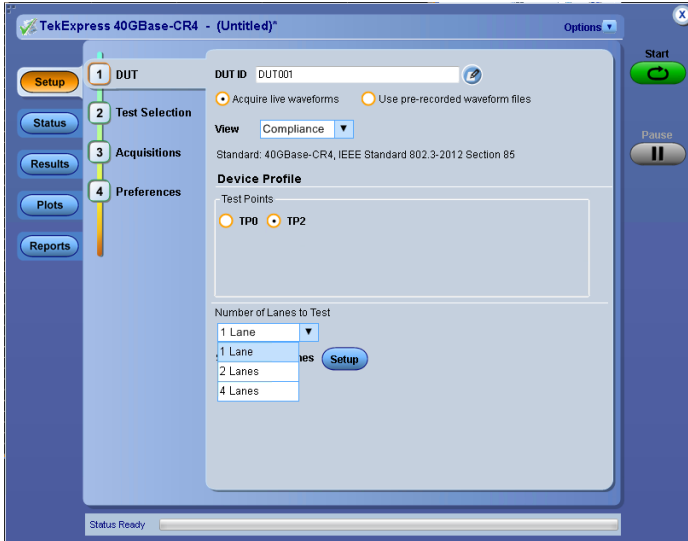 TekExpress 40GBase-CR4 - (Untitled)*
Options
x
Start
Setup
1 DUT
DUT ID DUT001
Acquire live waveforms
Use pre-recorded waveform files
Status
2 Test Selection
View Compliance
Pause
Results
3 Acquisitions
Standard: 40GBase-CR4, IEEE Standard 802.3-2012 Section 85
4 Preferences
Device Profile
Plots
Test Points
TP0
TP2
Reports
Number of Lanes to Test
1 Lane
1 Lane
Setup
2 Lanes
4 Lanes
Status Ready